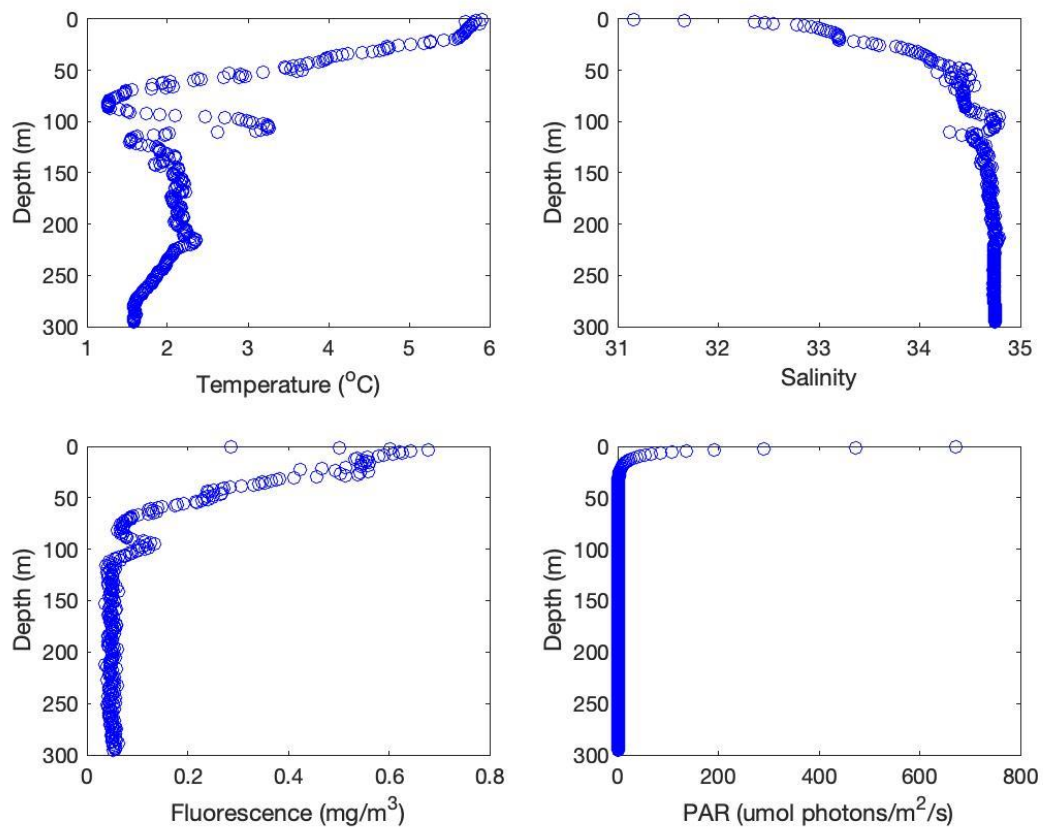 0
50
100
150
200
250
300
Depth (m)
1 2 3 4 5 6
Temperature (°C)
0
50
100
150
200
250
300
Depth (m)
31 32 33 34 35
Salinity
0
50
100
150
200
250
300
Depth (m)
0 0.2 0.4 0.6 0.8
Fluorescence (mg/m³)
0
50
100
150
200
250
300
Depth (m)
0 200 400 600 800
PAR (umol photons/m²/s)